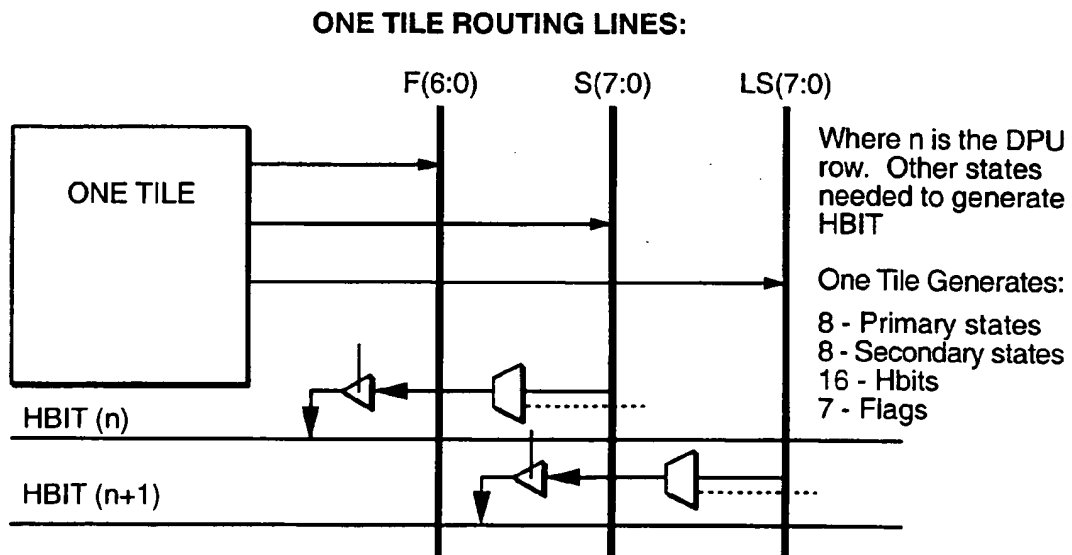 ONE TILE ROUTING LINES:
F(6:0) S(7:0) LS(7:0)
ONE TILE
Where n is the DPU
row. Other states
needed to generate
HBIT
One Tile Generates:
8 - Primary states
8 - Secondary states
16 - Hbits
7 - Flags
HBIT (n)
HBIT (n+1)